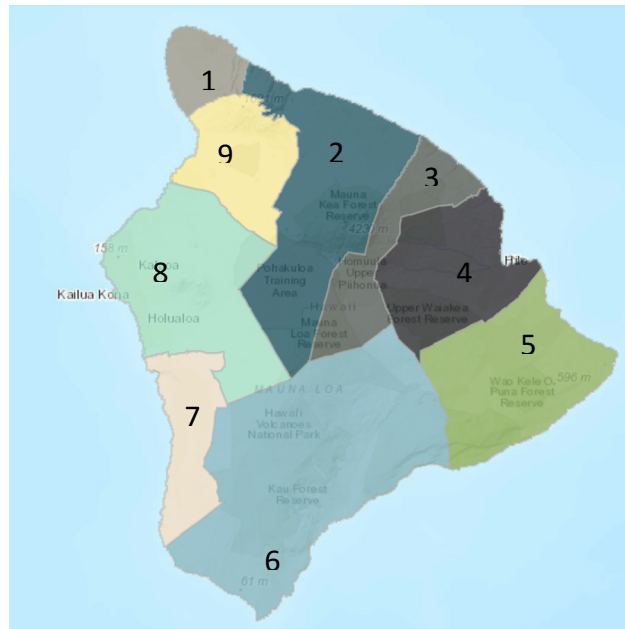 1
9
2
3
Mauna
Kea Forest
Reserve
158 m
8
Kailua Kona
Holualoa
Pohakuloa
Training
Area
4
Hilo
Upper
Hawaii
Mauna
Loa Forest
Reserve
Upper Waiakea
Forest Reserve
5
596 m
Wao Kele O
Puna Forest
Reserve
7
MAUNA LOA
Hawaii
Volcanoes
National Park
Kau Forest
Reserve
6
61 m